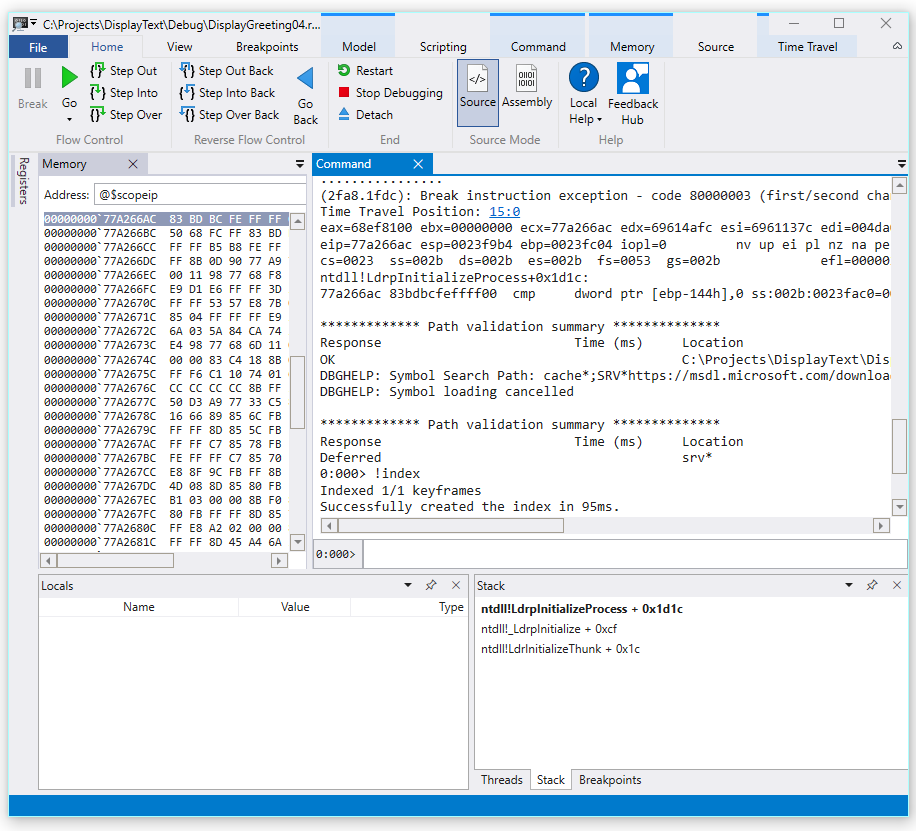 C:\Projects\DisplayText\Debug\DisplayGreeting04.r...
File Home View Breakpoints Model Scripting Command Memory Source Time Travel
Break
Go
Step Out
Step Into
Step Over
Flow Control
Step Out Back
Step Into Back
Step Over Back
Go
Back
Reverse Flow Control
Restart
Stop Debugging
Detach
End
Source
Assembly
Source Mode
Local
Help
Feedback
Hub
Help
Registers
Memory
Address: @$scopeip
00000000`77A266AC 83 BD BC FE FF FF
00000000`77A266BC 50 68 FC FF 83 BD
00000000`77A266CC FF FF B5 B8 FE FF
00000000`77A266DC FF 8B 0D 90 77 A9
00000000`77A266EC 00 11 98 77 68 F8
00000000`77A266FC E9 D1 E6 FF FF 3D
00000000`77A2670C FF FF 53 57 E8 7B
00000000`77A2671C 85 04 FF FF FF E9
00000000`77A2672C 6A 03 5A 84 CA 74
00000000`77A2673C E4 98 77 68 6D 11
00000000`77A2674C 00 00 83 C4 18 8B
00000000`77A2675C FF F6 C1 10 74 01
00000000`77A2676C CC CC CC CC 8B FF
00000000`77A2677C 50 D3 A9 77 33 C5
00000000`77A2678C 16 66 89 85 6C FB
00000000`77A2679C FF FF 8D 85 5C FB
00000000`77A267AC FF FF C7 85 78 FB
00000000`77A267BC FE FF FF C7 85 70
00000000`77A267CC E8 8F 9C FB FF 8B
00000000`77A267DC 4D 08 8D 85 80 FB
00000000`77A267EC B1 03 00 00 8B F0
00000000`77A267FC 80 FB FF FF 8D 85
00000000`77A2680C FF E8 A2 02 00 00
00000000`77A2681C FF FF 8D 45 A4 6A
Command
(2fa8.1fdc): Break instruction exception - code 80000003 (first/second cha
Time Travel Position: 15:0
eax=68ef8100 ebx=00000000 ecx=77a266ac edx=69614afc esi=6961137c edi=004da
eip=77a266ac esp=0023f9b4 ebp=0023fc04 iopl=0 nv up ei pl nz na pe
cs=0023 ss=002b ds=002b es=002b fs=0053 gs=002b efl=00000
ntdll!LdrpInitializeProcess+0x1d1c:
77a266ac 83bdbcfeffff00 cmp dword ptr [ebp-144h],0 ss:002b:0023fac0=0
************* Path validation summary **************
Response Time (ms) Location
OK C:\Projects\DisplayText\Dis
DBGHELP: Symbol Search Path: cache*;SRV*https://msdl.microsoft.com/downloa
DBGHELP: Symbol loading cancelled
************* Path validation summary **************
Response Time (ms) Location
Deferred srv*
0:000> !index
Indexed 1/1 keyframes
Successfully created the index in 95ms.
0:000>
Locals
Name Value Type
Stack
ntdll!LdrpInitializeProcess + 0x1d1c
ntdll!_LdrpInitialize + 0xcf
ntdll!LdrInitializeThunk + 0x1c
Threads Stack Breakpoints